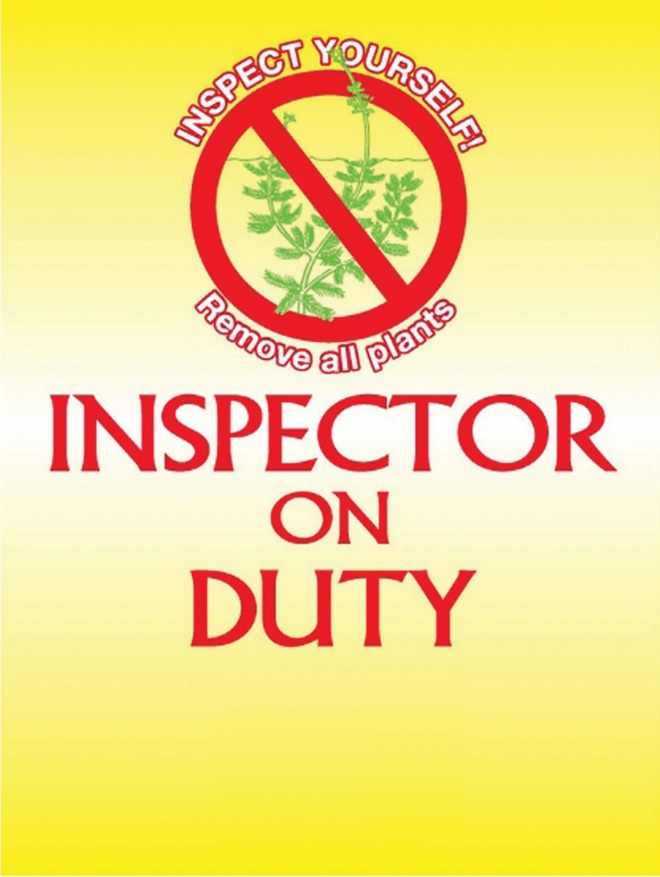 INSPECT YOURSELF!
Remove all plants
INSPECTOR
ON
DUTY